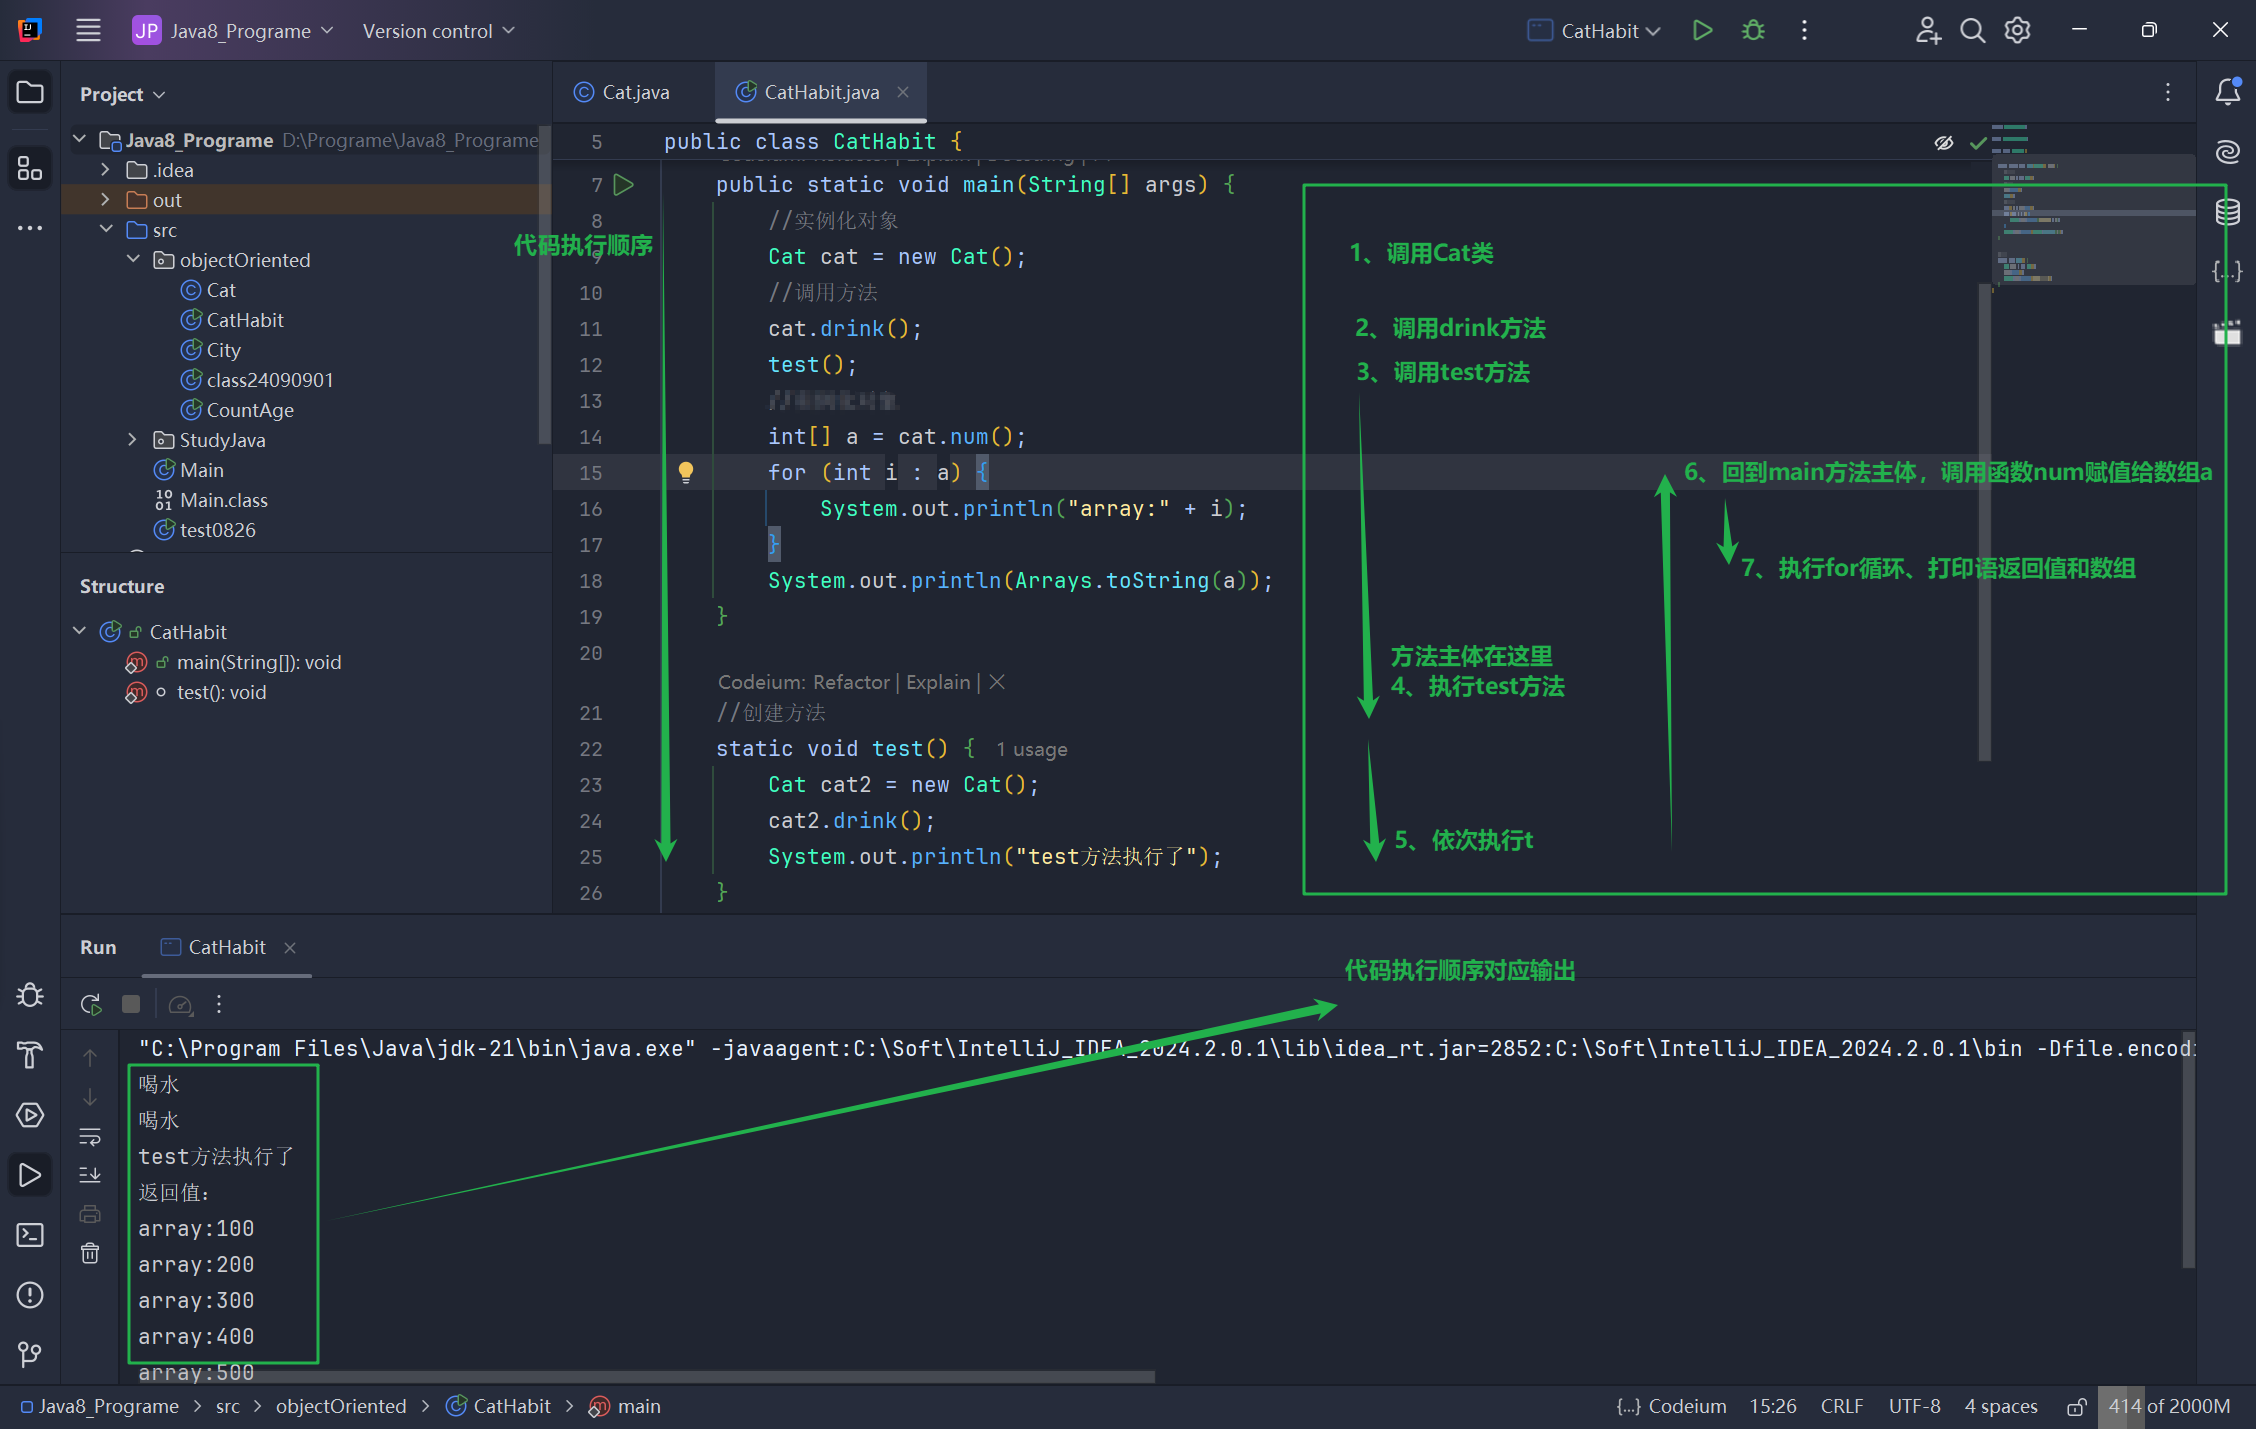 JP Java8_Programe Version control CatHabit
Project
Java8_Programe D:\Programe\Java8_Programe
.idea
out
src
objectOriented
Cat
CatHabit
City
class24090901
CountAge
StudyJava
Main
Main.class
test0826
Structure
CatHabit
main(String[]): void
test(): void
Cat.java CatHabit.java
5 public class CatHabit {
7 public static void main(String[] args) {
8 //实例化对象
代码执行顺序
9 Cat cat = new Cat();
10 //调用方法
11 cat.drink();
12 test();
13
14 int[] a = cat.num();
15 for (int i : a) {
16 System.out.println("array:" + i);
17 }
18 System.out.println(Arrays.toString(a));
19 }
20
Codeium: Refactor | Explain | ✕
21 //创建方法
22 static void test() { 1 usage
23 Cat cat2 = new Cat();
24 cat2.drink();
25 System.out.println("test方法执行了");
26 }
1、调用Cat类
2、调用drink方法
3、调用test方法
方法主体在这里
4、执行test方法
5、依次执行t
6、回到main方法主体，调用函数num赋值给数组a
7、执行for循环、打印语返回值和数组
Run CatHabit
代码执行顺序对应输出
"C:\Program Files\Java\jdk-21\bin\java.exe" -javaagent:C:\Soft\IntelliJ_IDEA_2024.2.0.1\lib\idea_rt.jar=2852:C:\Soft\IntelliJ_IDEA_2024.2.0.1\bin -Dfile.encod
喝水
喝水
test方法执行了
返回值：
array:100
array:200
array:300
array:400
array:500
Java8_Programe > src > objectOriented > CatHabit > main {...} Codeium 15:26 CRLF UTF-8 4 spaces 414 of 2000M